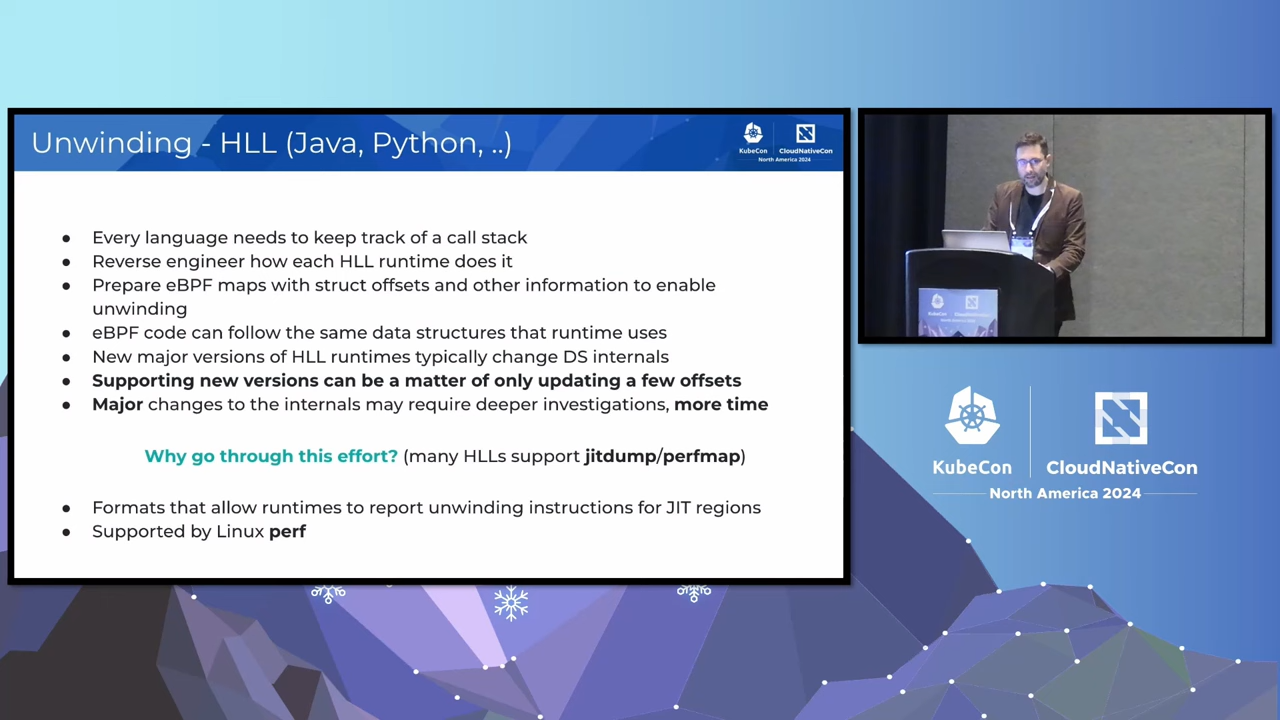 Unwinding - HLL (Java, Python, ..)
KubeCon
CloudNativeCon
North America 2024
● Every language needs to keep track of a call stack
● Reverse engineer how each HLL runtime does it
● Prepare eBPF maps with struct offsets and other information to enable
unwinding
● eBPF code can follow the same data structures that runtime uses
● New major versions of HLL runtimes typically change DS internals
● Supporting new versions can be a matter of only updating a few offsets
● Major changes to the internals may require deeper investigations, more time
Why go through this effort? (many HLLs support jitdump/perfmap)
● Formats that allow runtimes to report unwinding instructions for JIT regions
● Supported by Linux perf
KubeCon
CloudNativeCon
North America 2024
KubeCon
CloudNativeCon
North America 2024